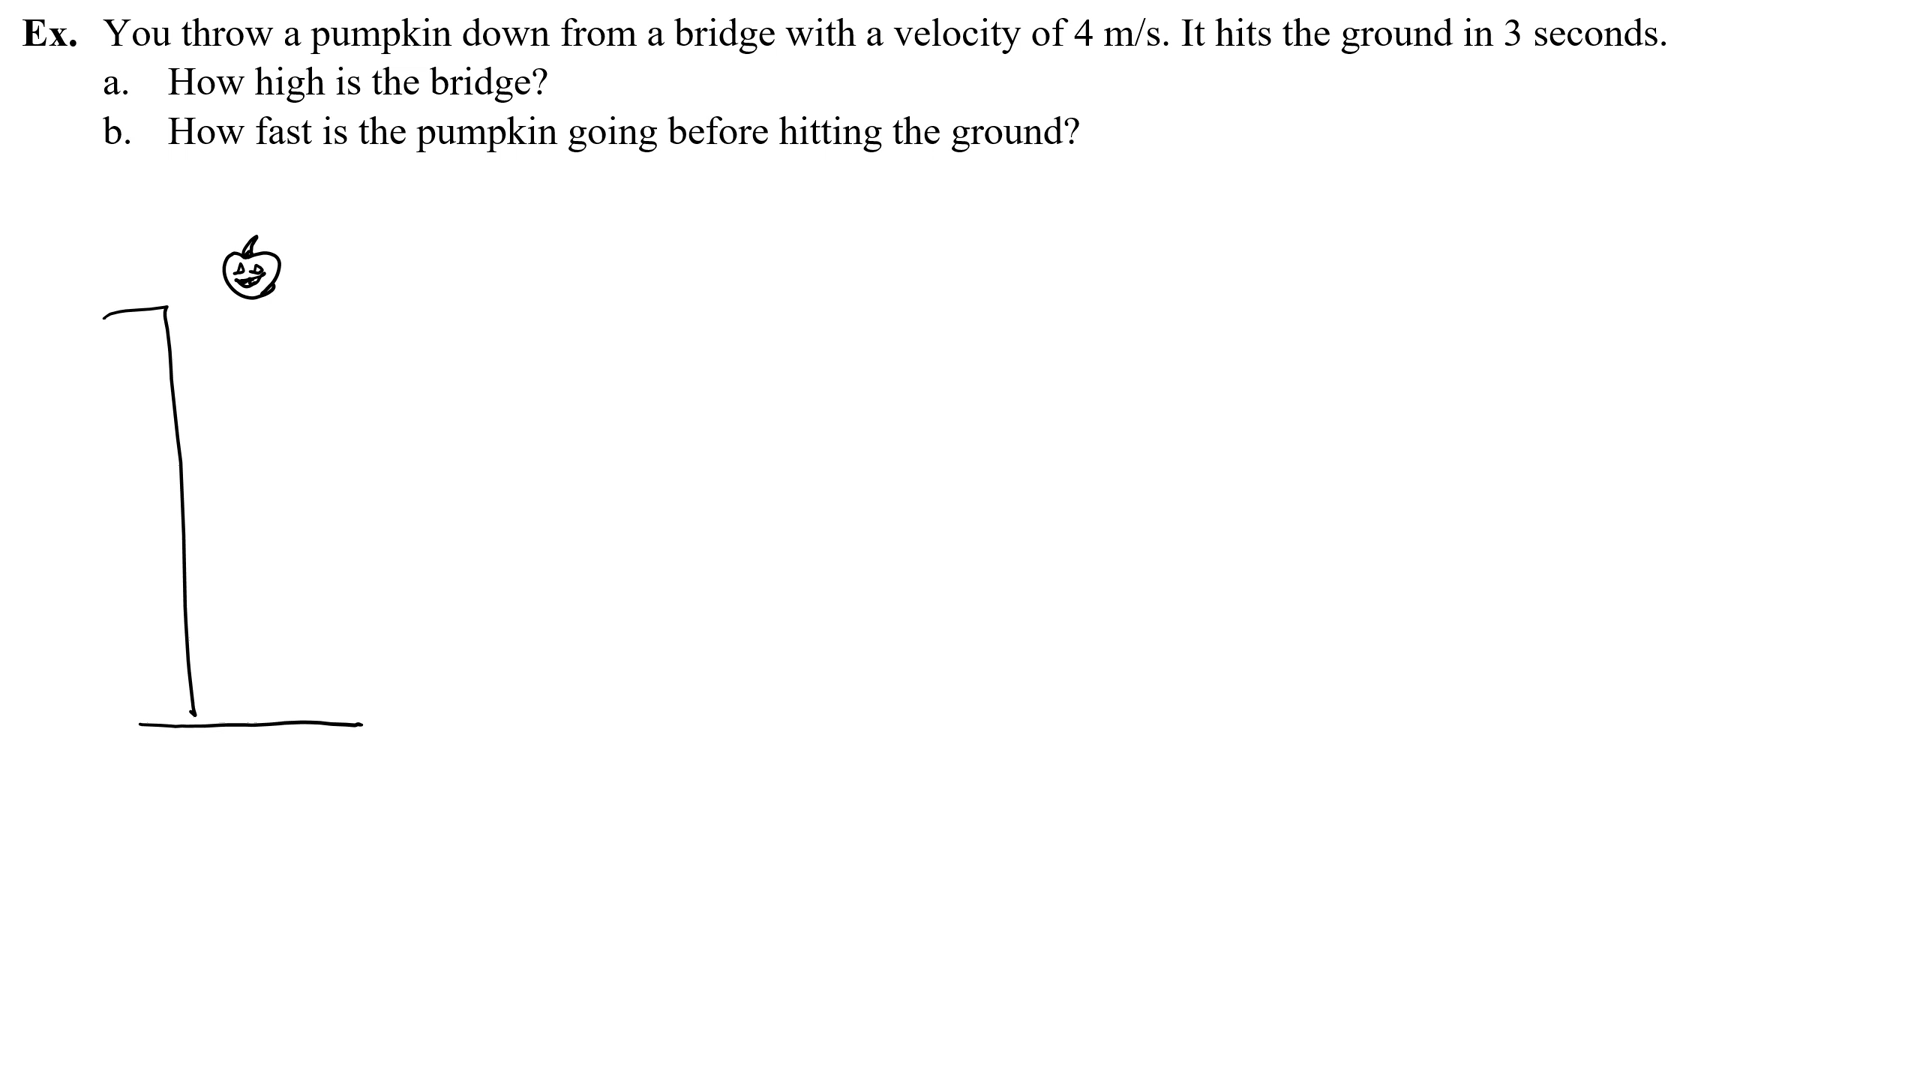 Ex. You throw a pumpkin down from a bridge with a velocity of 4 m/s. It hits the ground in 3 seconds.
a. How high is the bridge?
b. How fast is the pumpkin going before hitting the ground?